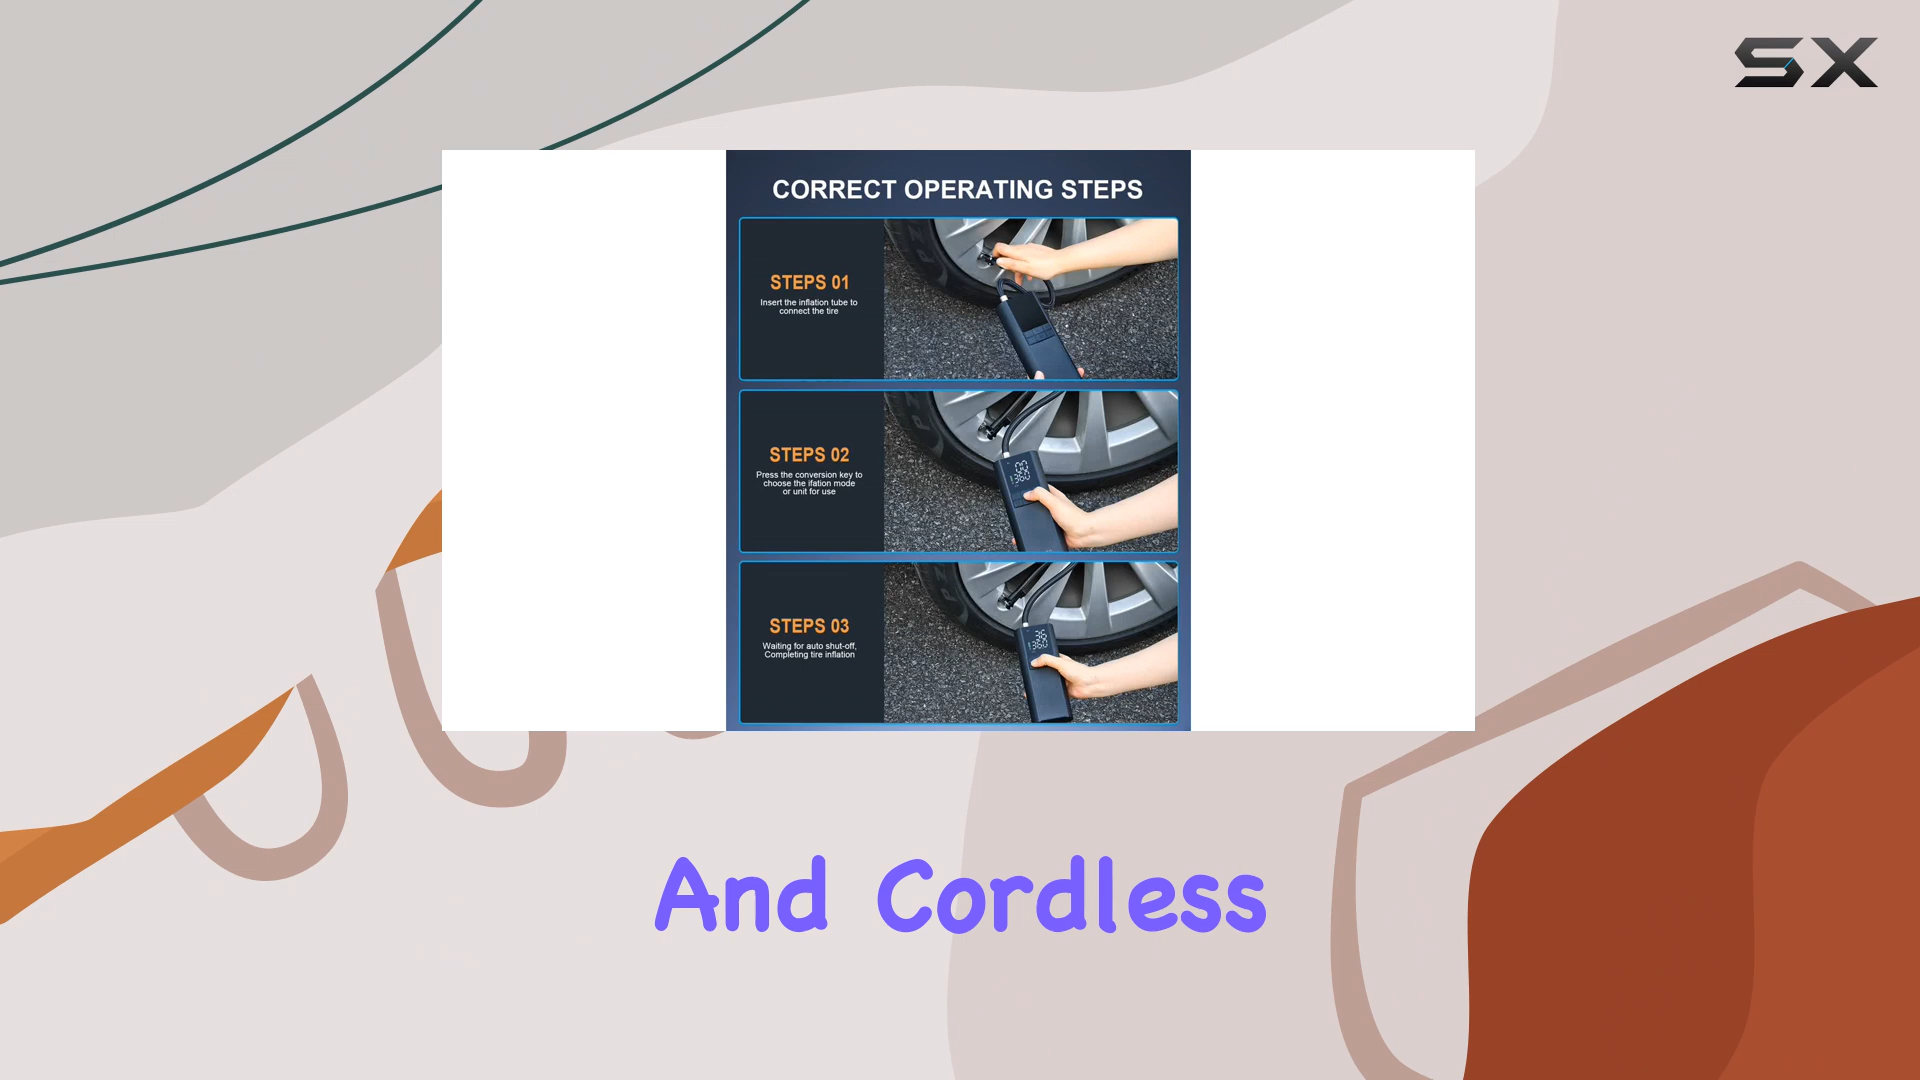 SX
CORRECT OPERATING STEPS
STEPS 01
Insert the inflation tube to
connect the tire
STEPS 02
Press the conversion key to
choose the ifation mode
or unit for use
STEPS 03
Waiting for auto shut-off,
Completing tire inflation
And Cordless